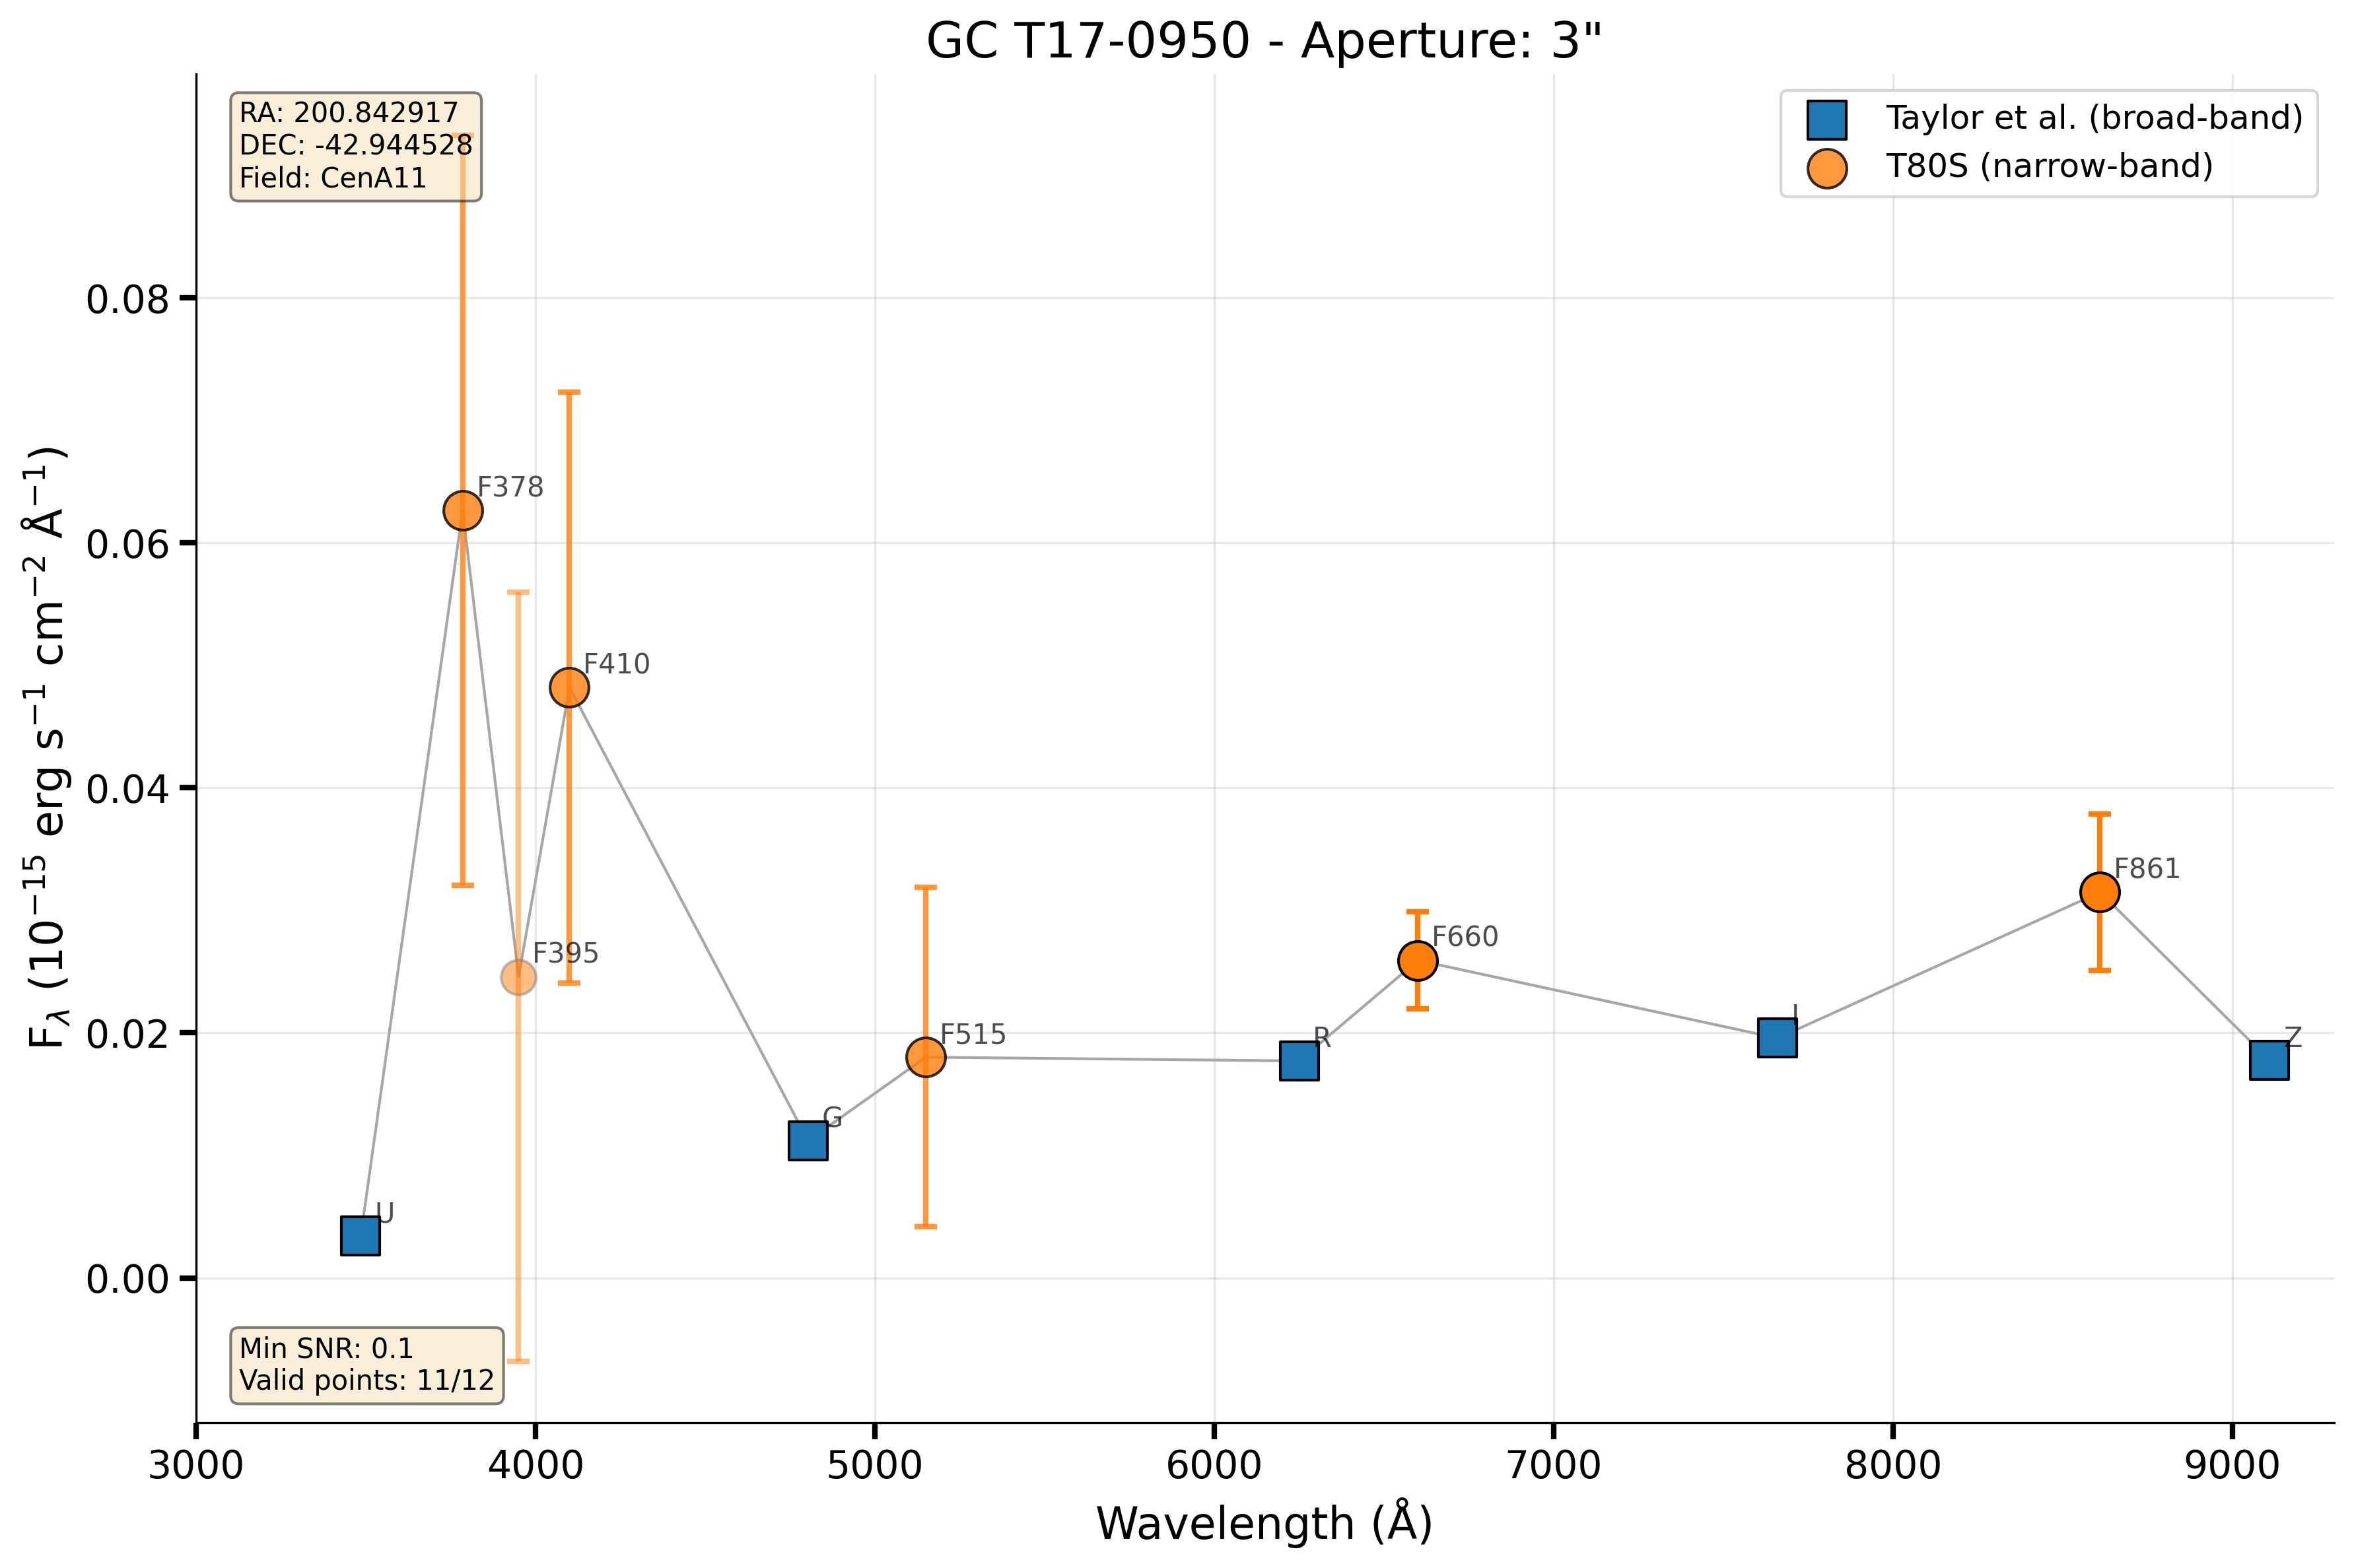 GC T17-0950 - Aperture: 3"
RA: 200.842917
DEC: -42.944528
Field: CenA11
Taylor et al. (broad-band)
T80S (narrow-band)
0.08
0.06
0.04
0.02
0.00
F$_λ$ (10$^{-15}$ erg s$^{-1}$ cm$^{-2}$ Å$^{-1}$)
F378
F410
F395
F861
F660
F515
I
R
Z
G
U
Min SNR: 0.1
Valid points: 11/12
3000
4000
5000
6000
7000
8000
9000
Wavelength (Å)